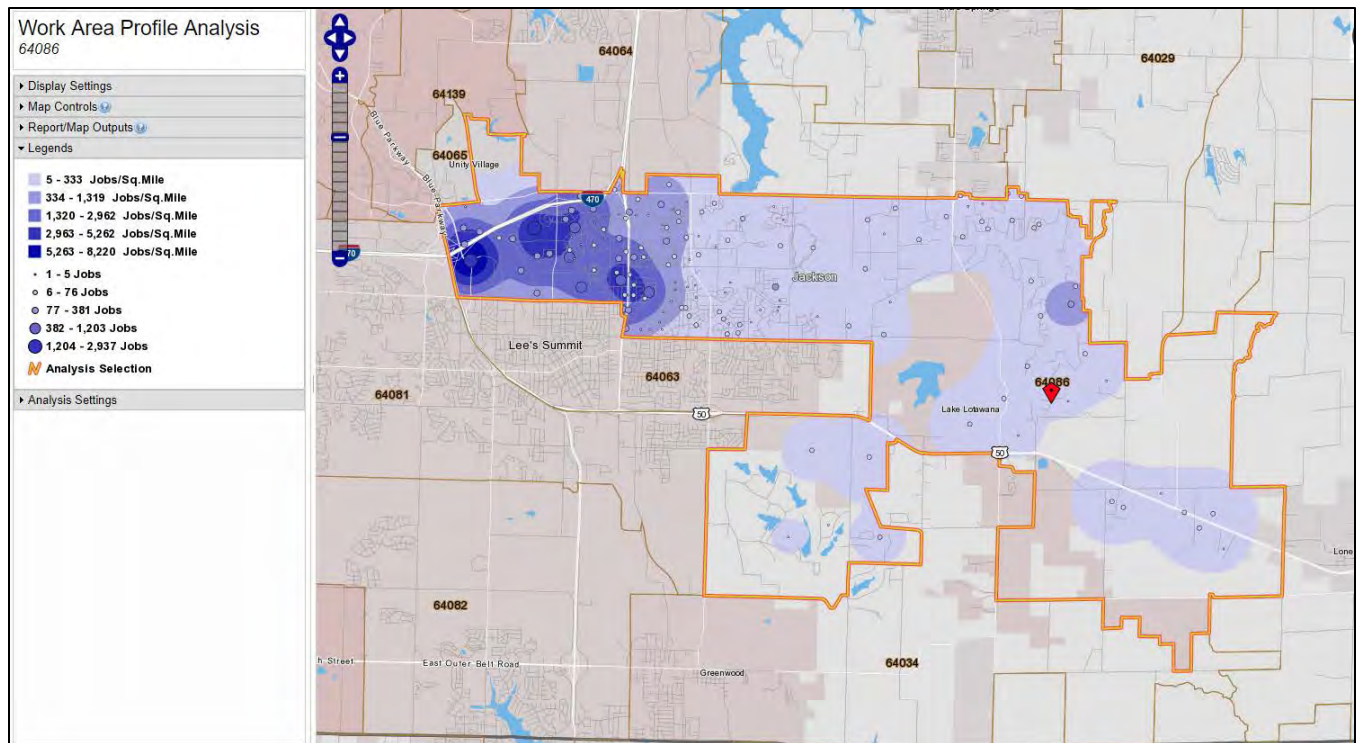 Work Area Profile Analysis
64086
Display Settings
Map Controls
Report/Map Outputs
Legends
5 - 333 Jobs/Sq.Mile
334 - 1,319 Jobs/Sq.Mile
1,320 - 2,962 Jobs/Sq.Mile
2,963 - 5,262 Jobs/Sq.Mile
5,263 - 8,220 Jobs/Sq.Mile
1 - 5 Jobs
6 - 76 Jobs
77 - 381 Jobs
382 - 1,203 Jobs
1,204 - 2,937 Jobs
Analysis Selection
Analysis Settings
64064
64029
64139
Blue Parkway
64065
Unity Village
Blue Parkway
470
70
Jackson
Lee's Summit
64063
64081
64086
Lake Lotawana
50
50
Lone
64082
h Street
East Outer Belt Road
Greenwood
64034